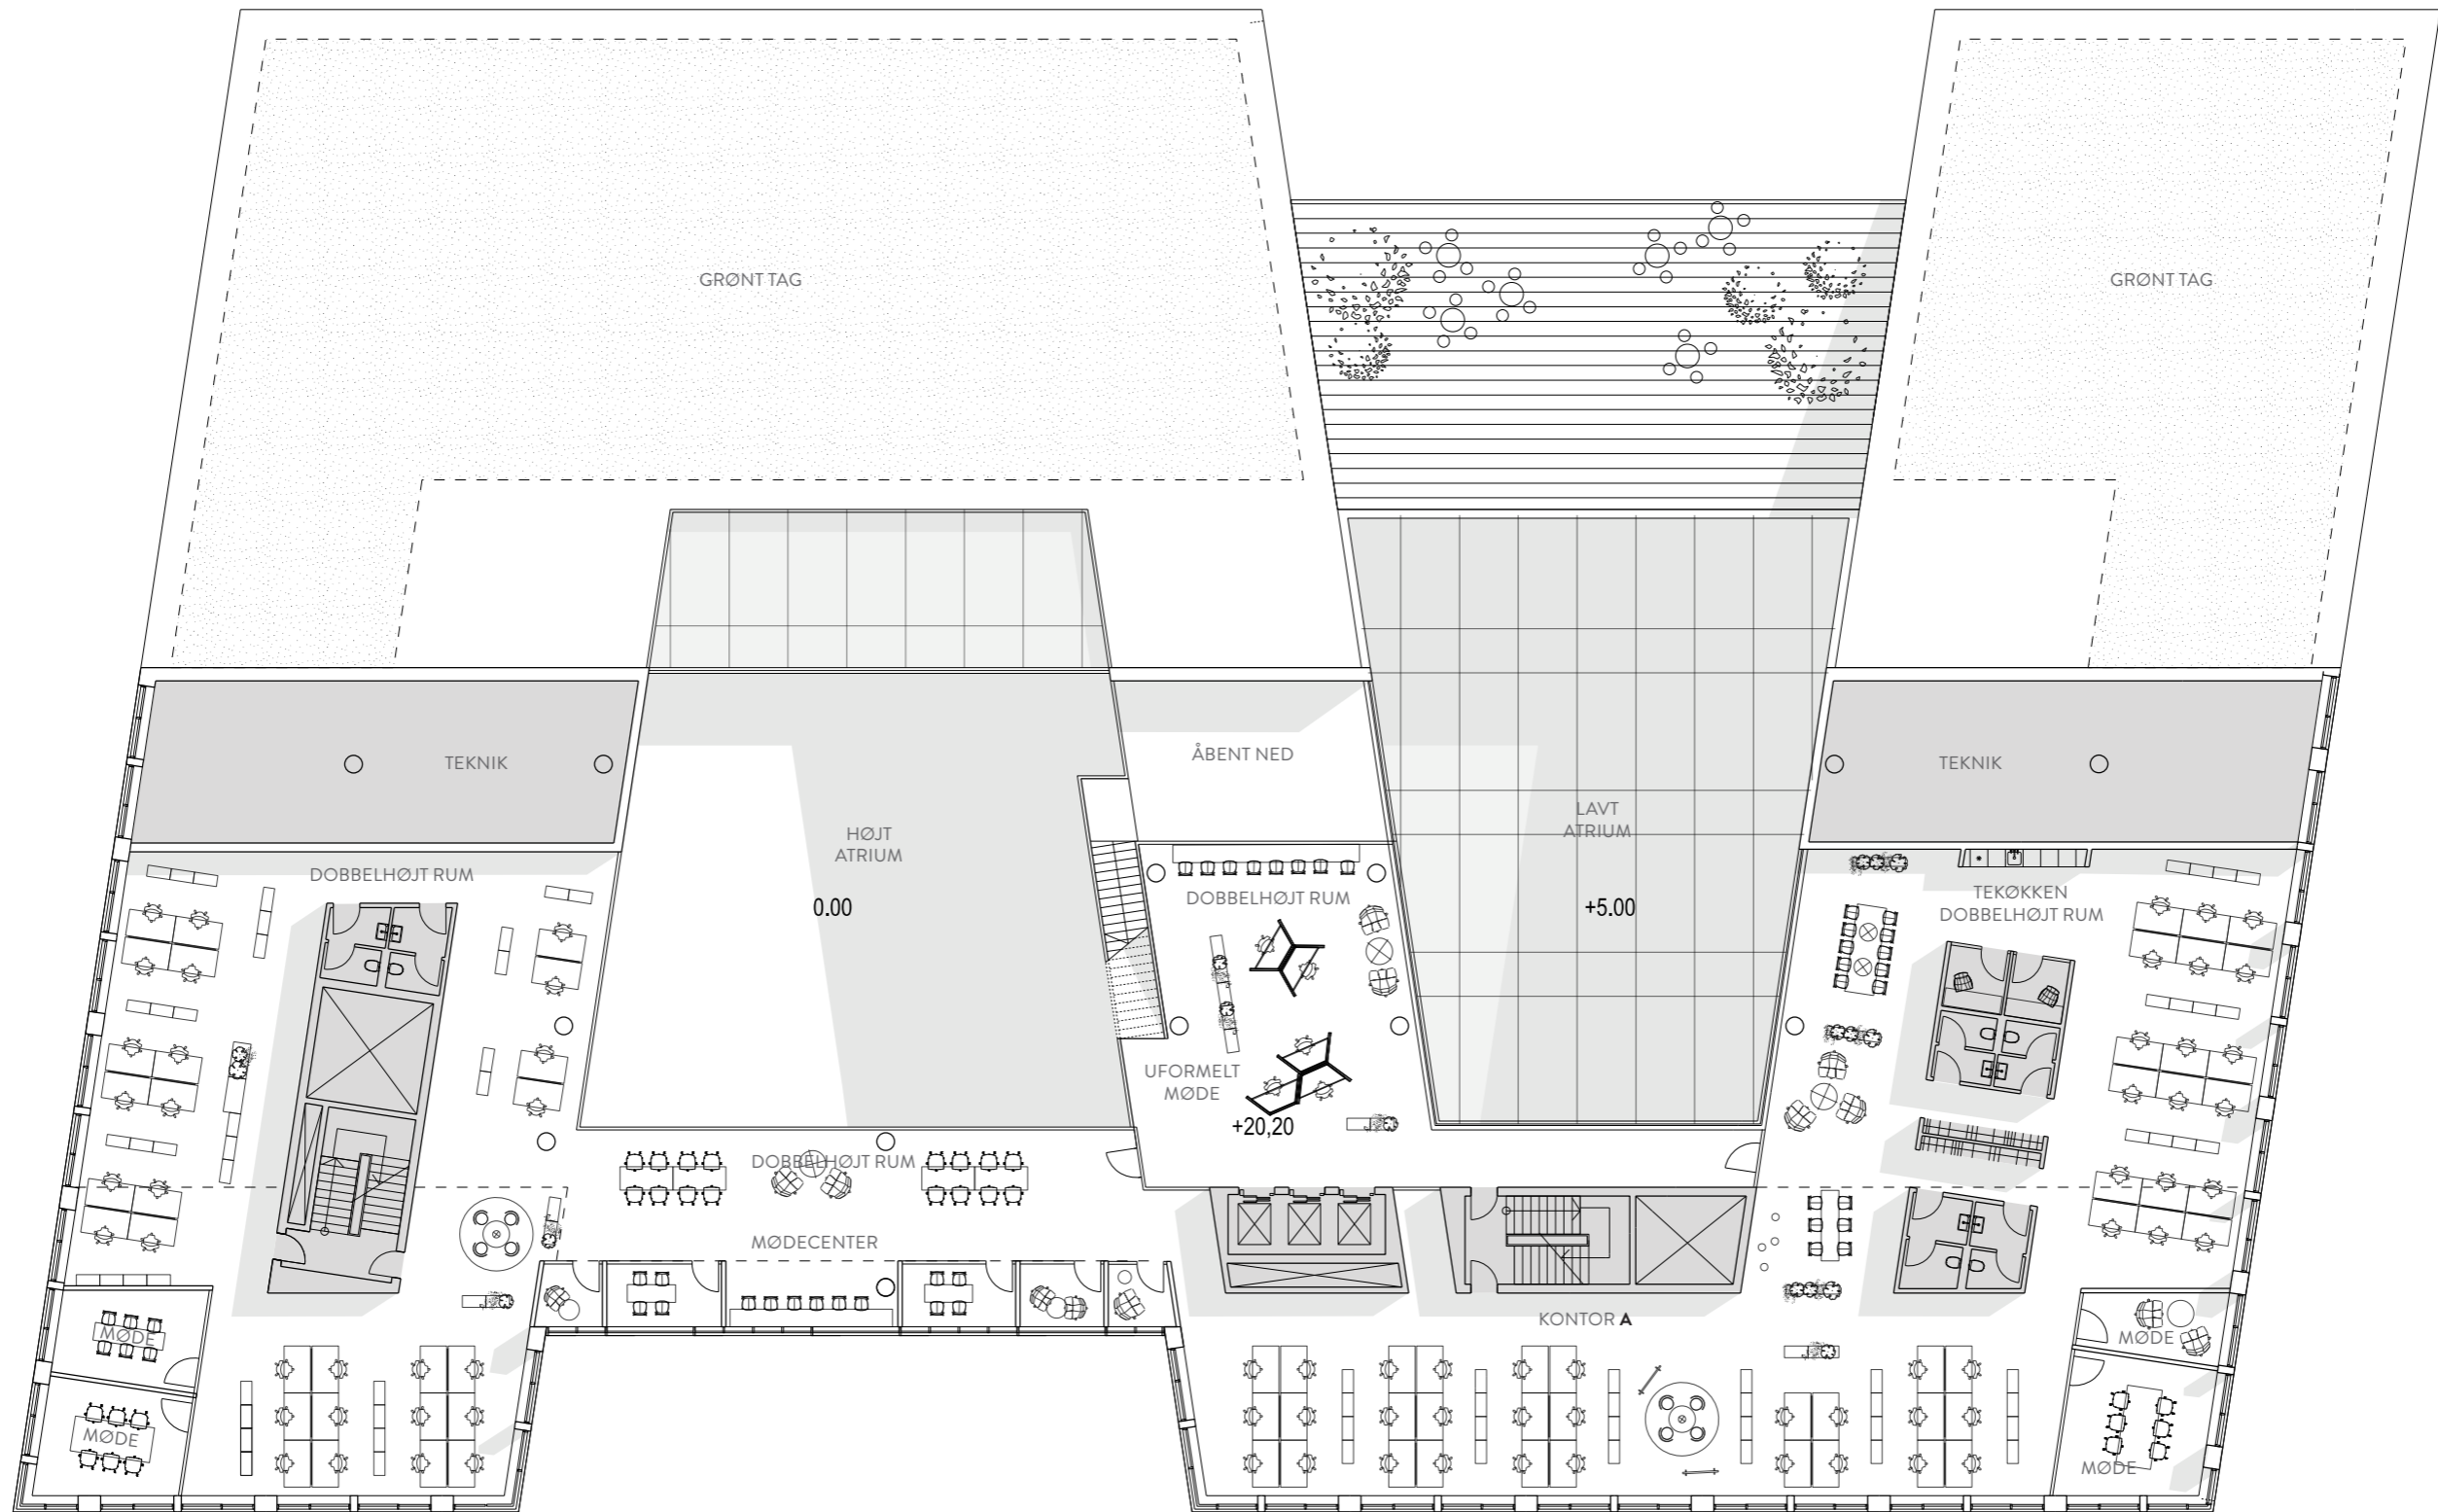 GRØNT TAG
GRØNT TAG
TEKNIK
ÅBENT NED
TEKNIK
HØJT
ATRIUM
0.00
LAVT
ATRIUM
+5.00
DOBBELHØJT RUM
DOBBELHØJT RUM
TEKØKKEN
DOBBELHØJT RUM
UFORMELT
MØDE
+20,20
DOBBELHØJT RUM
MØDECENTER
KONTOR A
MØDE
MØDE
MØDE
MØDE